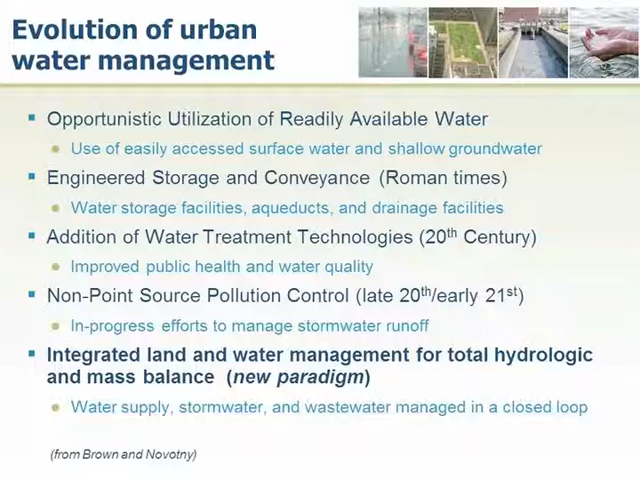 Evolution of urban
water management
▪ Opportunistic Utilization of Readily Available Water
● Use of easily accessed surface water and shallow groundwater
▪ Engineered Storage and Conveyance (Roman times)
● Water storage facilities, aqueducts, and drainage facilities
▪ Addition of Water Treatment Technologies (20th Century)
● Improved public health and water quality
▪ Non-Point Source Pollution Control (late 20th/early 21st)
● In-progress efforts to manage stormwater runoff
▪ Integrated land and water management for total hydrologic
and mass balance (new paradigm)
● Water supply, stormwater, and wastewater managed in a closed loop
(from Brown and Novotny)